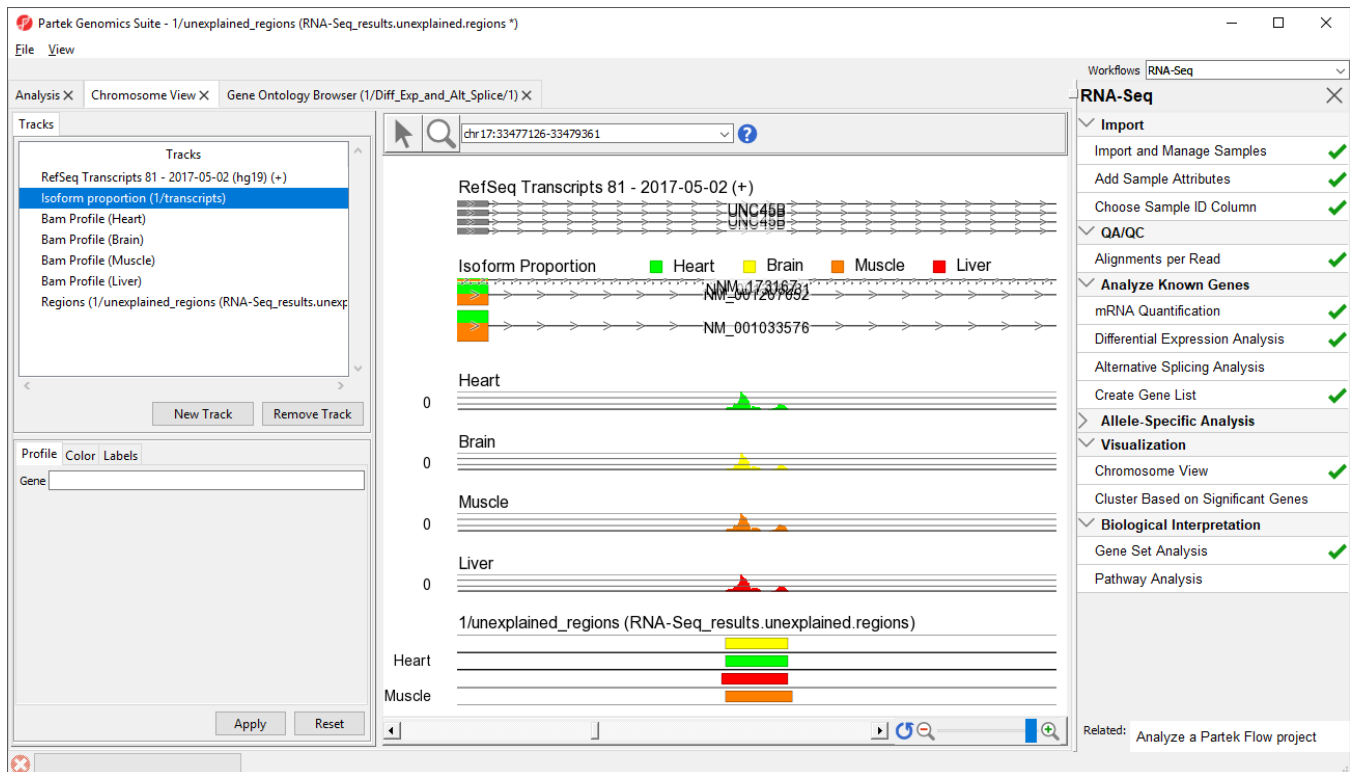 Partek Genomics Suite - 1/unexplained_regions (RNA-Seq_results.unexplained.regions *)
File View
Workflows RNA-Seq
Analysis X Chromosome View X Gene Ontology Browser (1/Diff_Exp_and_Alt_Splice/1) X
Tracks
Tracks
RefSeq Transcripts 81 - 2017-05-02 (hg19) (+)
Isoform proportion (1/transcripts)
Bam Profile (Heart)
Bam Profile (Brain)
Bam Profile (Muscle)
Bam Profile (Liver)
Regions (1/unexplained_regions (RNA-Seq_results.unexp
New Track Remove Track
Profile Color Labels
Gene
Apply Reset
chr17:33477126-33479361
RefSeq Transcripts 81 - 2017-05-02 (+)
UNC45B
UNC45B
Isoform Proportion Heart Brain Muscle Liver
NM_173167
NM_001033576
Heart
0
Brain
0
Muscle
0
Liver
0
1/unexplained_regions (RNA-Seq_results.unexplained.regions)
Heart
Muscle
RNA-Seq
Import
Import and Manage Samples
Add Sample Attributes
Choose Sample ID Column
QA/QC
Alignments per Read
Analyze Known Genes
mRNA Quantification
Differential Expression Analysis
Alternative Splicing Analysis
Create Gene List
Allele-Specific Analysis
Visualization
Chromosome View
Cluster Based on Significant Genes
Biological Interpretation
Gene Set Analysis
Pathway Analysis
Related: Analyze a Partek Flow project